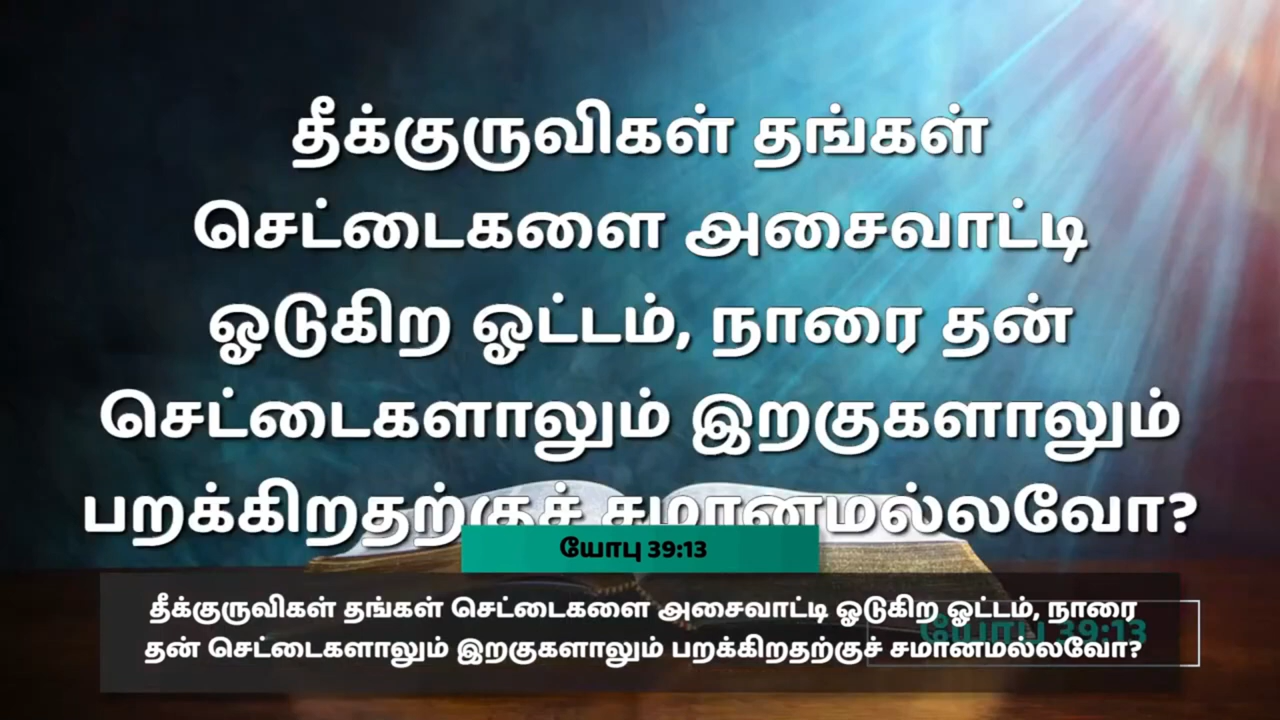 தீக்குருவிகள் தங்கள்
செட்டைகளை அசைவாட்டி
ஓடுகிற ஓட்டம், நாரை தன்
செட்டைகளாலும் இறகுகளாலும்
பறக்கிறதற்குச் சமானமல்லவோ?
யோபு 39:13
தீக்குருவிகள் தங்கள் செட்டைகளை அசைவாட்டி ஓடுகிற ஓட்டம், நாரை
தன் செட்டைகளாலும் இறகுகளாலும் பறக்கிறதற்குச் சமானமல்லவோ?
யோபு 39:13